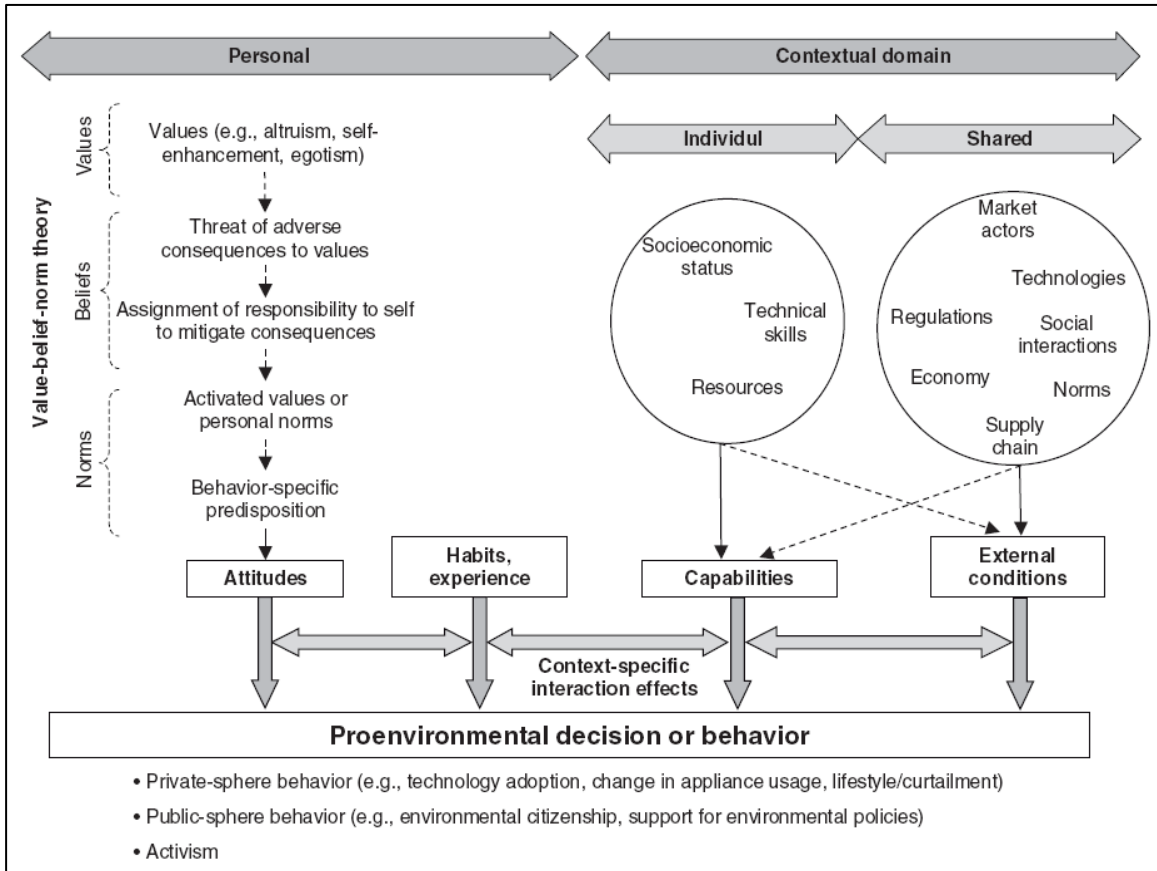 Personal
Contextual domain
Individul
Shared
Value-belief-norm theory
Values
Beliefs
Norms
Values (e.g., altruism, self-
enhancement, egotism)
Threat of adverse
consequences to values
Assignment of responsibility to self
to mitigate consequences
Activated values or
personal norms
Behavior-specific
predisposition
Socioeconomic
status
Technical
skills
Resources
Market
actors
Technologies
Regulations
Social
interactions
Economy
Norms
Supply
chain
Attitudes
Habits,
experience
Capabilities
External
conditions
Context-specific
interaction effects
Proenvironmental decision or behavior
• Private-sphere behavior (e.g., technology adoption, change in appliance usage, lifestyle/curtailment)
• Public-sphere behavior (e.g., environmental citizenship, support for environmental policies)
• Activism